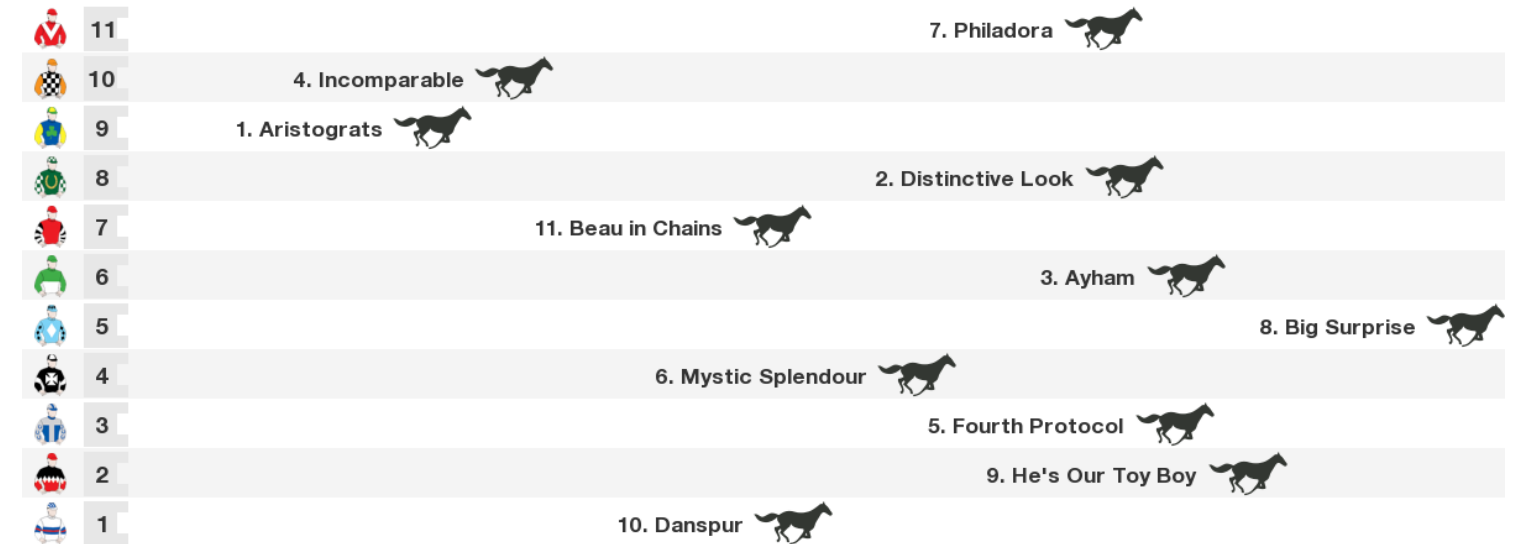 11 7. Philadora
10 4. Incomparable
9 1. Aristograts
8 2. Distinctive Look
7 11. Beau in Chains
6 3. Ayham
5 8. Big Surprise
4 6. Mystic Splendour
3 5. Fourth Protocol
2 9. He's Our Toy Boy
1 10. Danspur